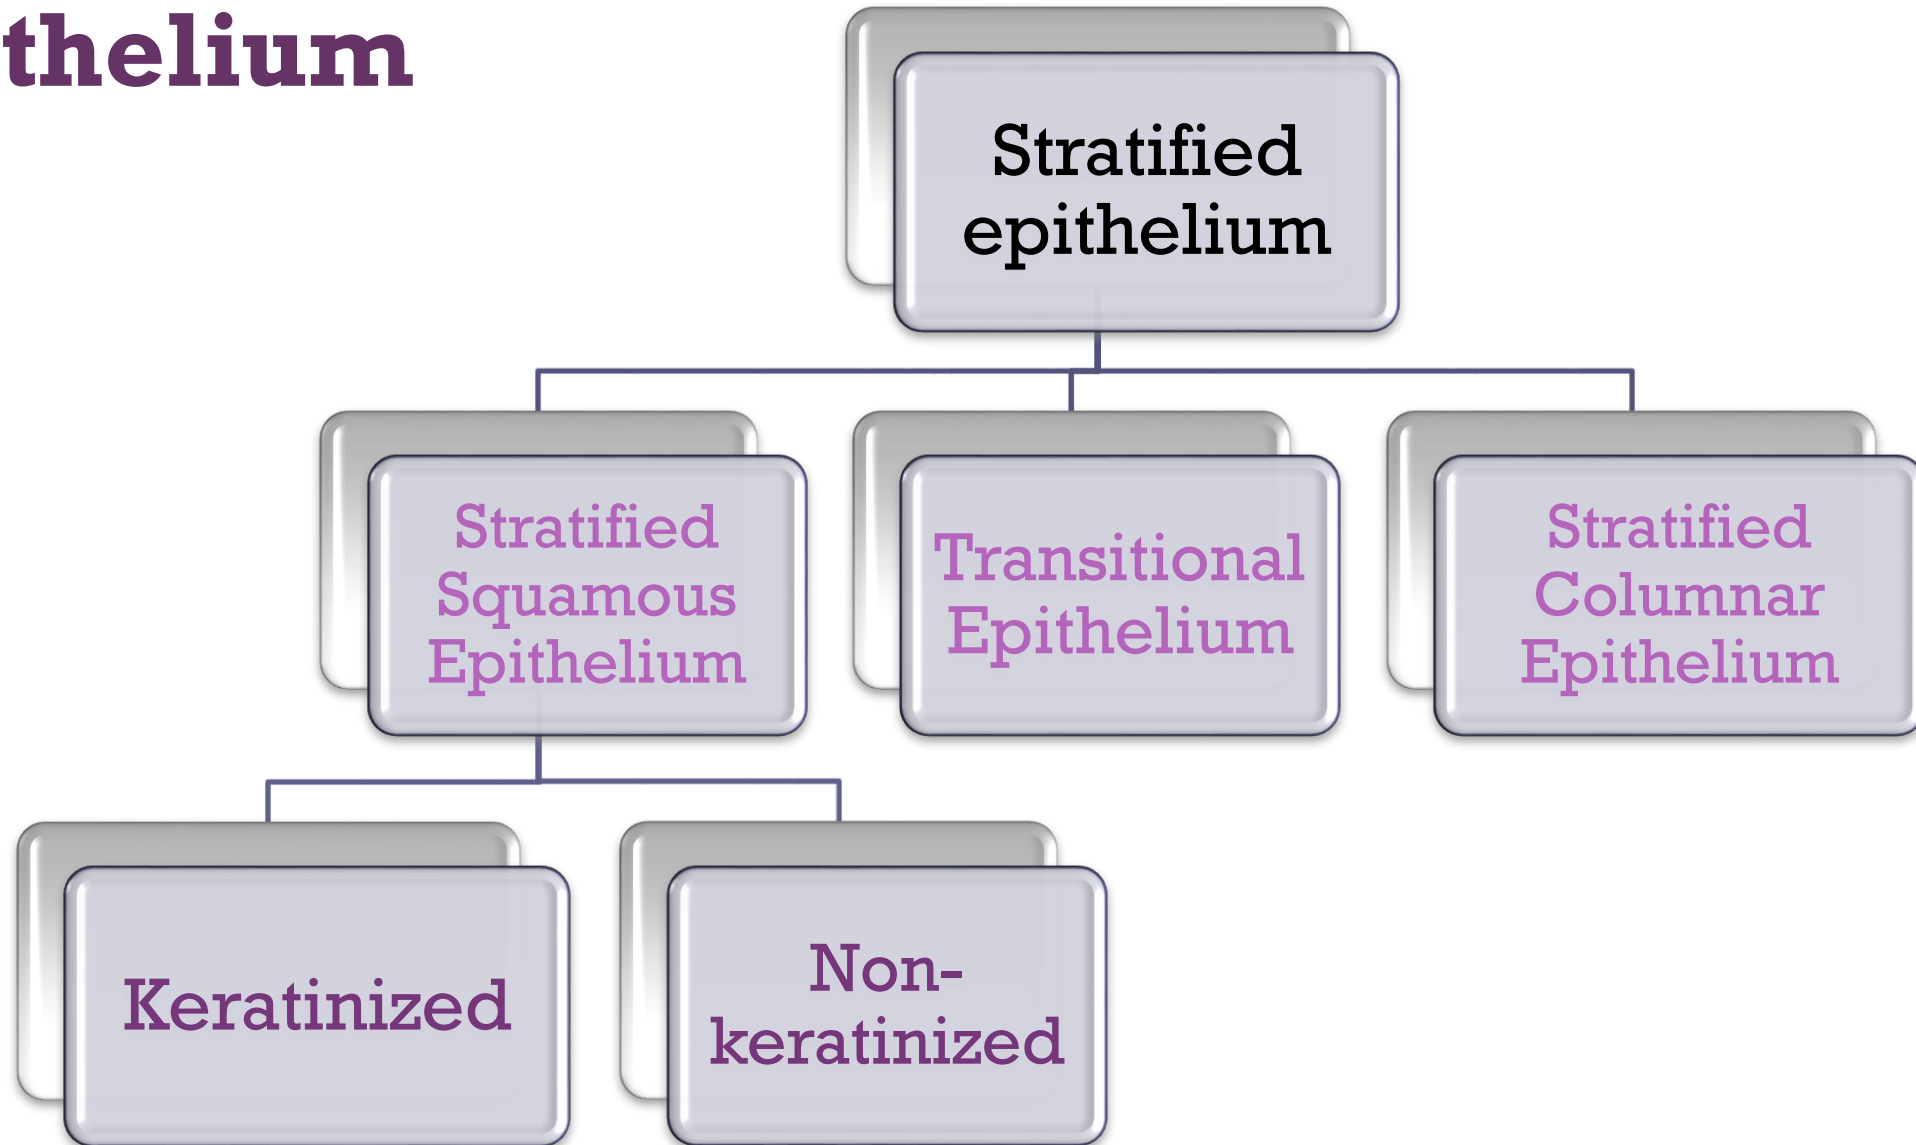 thelium
Stratified
epithelium
Stratified
Squamous
Epithelium
Transitional
Epithelium
Stratified
Columnar
Epithelium
Keratinized
Non-
keratinized